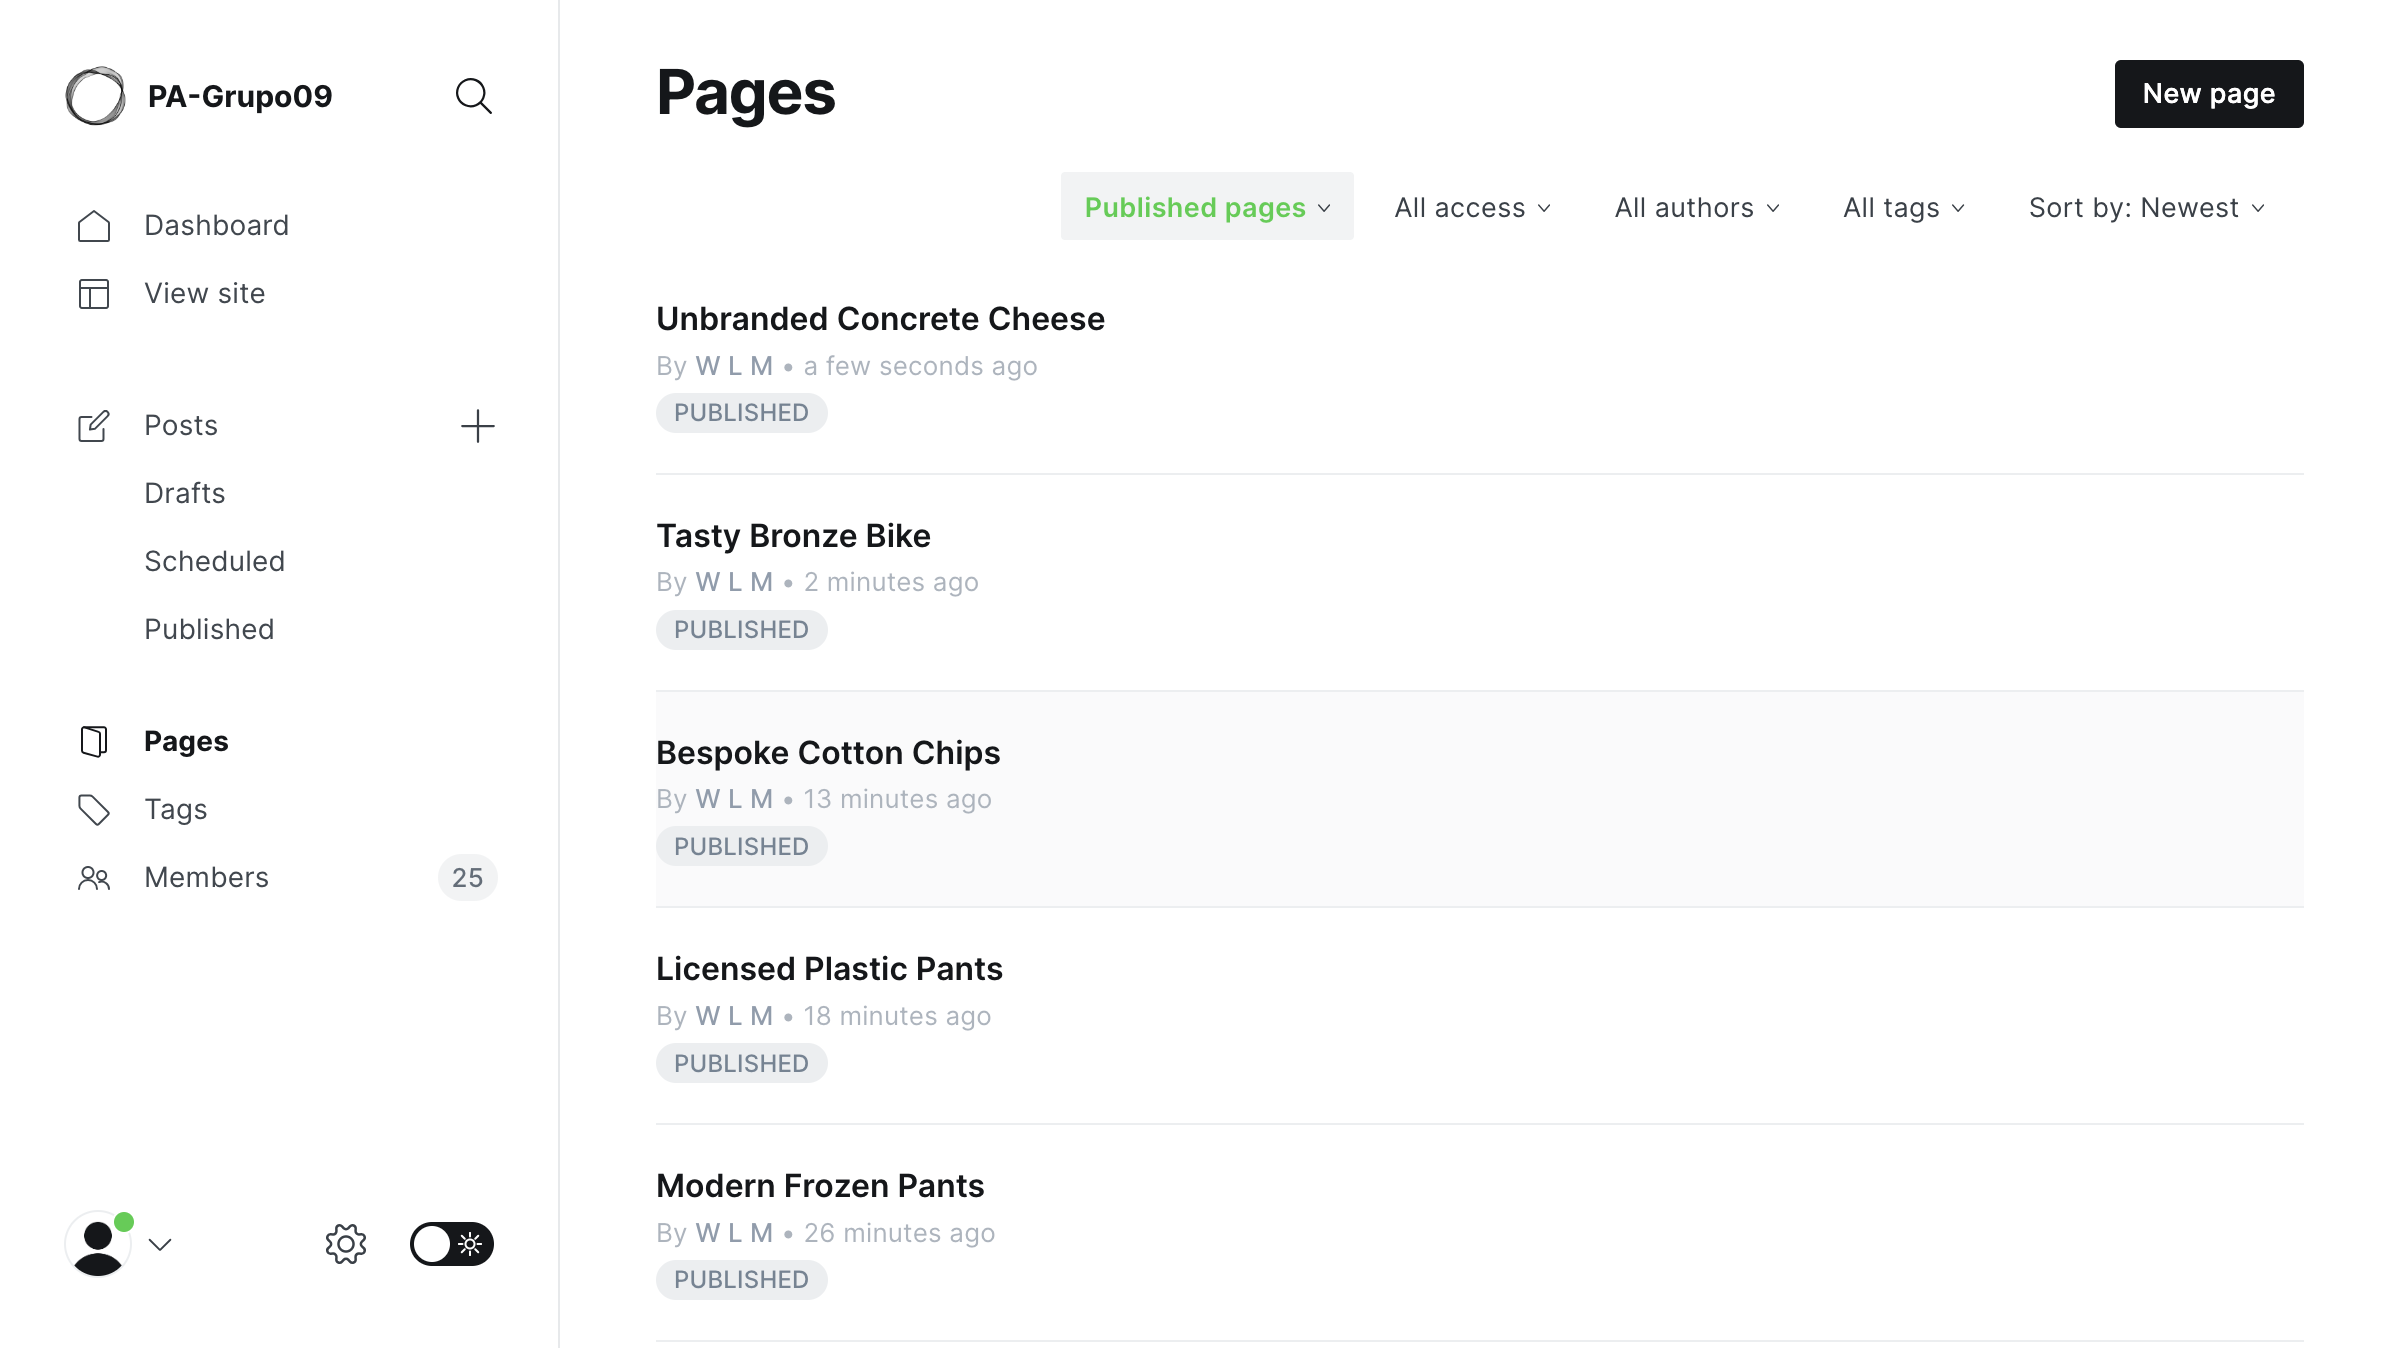 PA-Grupo09
Dashboard
View site
Posts
Drafts
Scheduled
Published
Pages
Tags
Members
25
Pages
New page
Published pages
All access
All authors
All tags
Sort by: Newest
Unbranded Concrete Cheese
By W L M • a few seconds ago
PUBLISHED
Tasty Bronze Bike
By W L M • 2 minutes ago
PUBLISHED
Bespoke Cotton Chips
By W L M • 13 minutes ago
PUBLISHED
Licensed Plastic Pants
By W L M • 18 minutes ago
PUBLISHED
Modern Frozen Pants
By W L M • 26 minutes ago
PUBLISHED